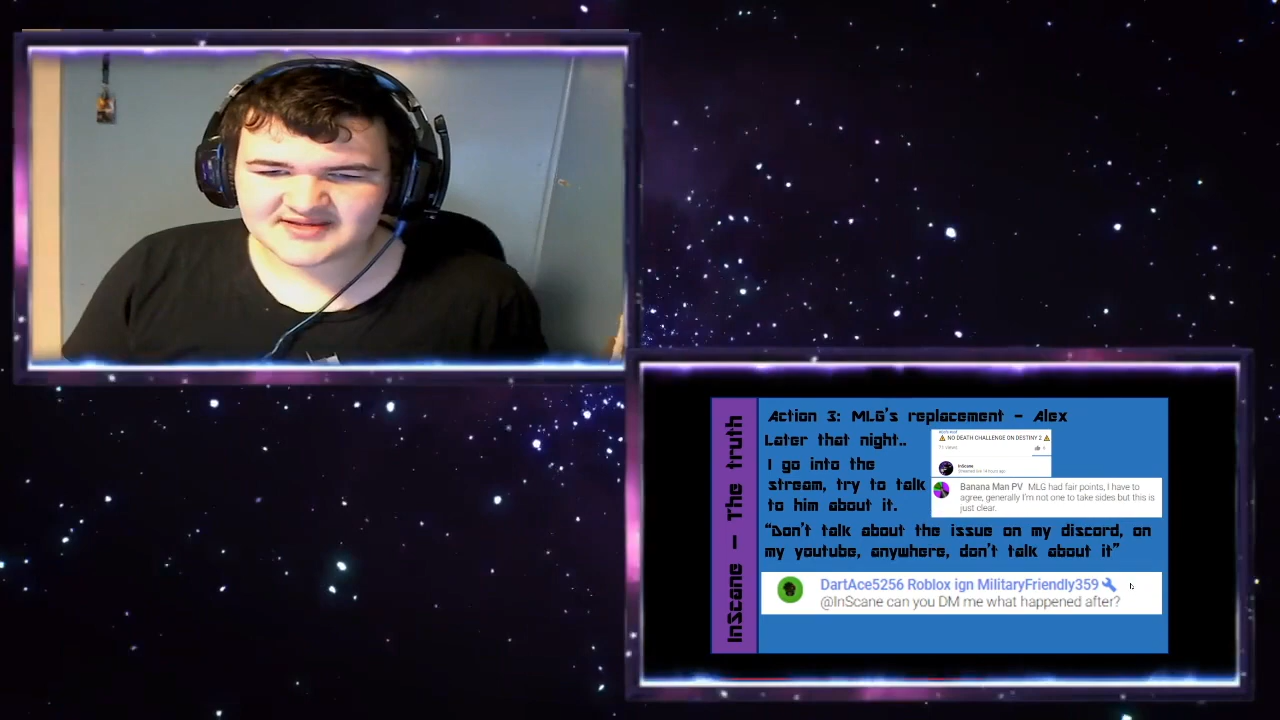 InScane - The truth
Action 3: MLG's replacement - Alex
Later that night..
I go into the
stream, try to talk
to him about it.
NO DEATH CHALLENGE ON DESTINY 2
InScane
Banana Man PV MLG had fair points, I have to
agree, generally I'm not one to take sides but this is
just clear.
"Don't talk about the issue on my discord, on
my youtube, anywhere, don't talk about it"
DartAce5256 Roblox ign MilitaryFriendly359
@InScane can you DM me what happened after?